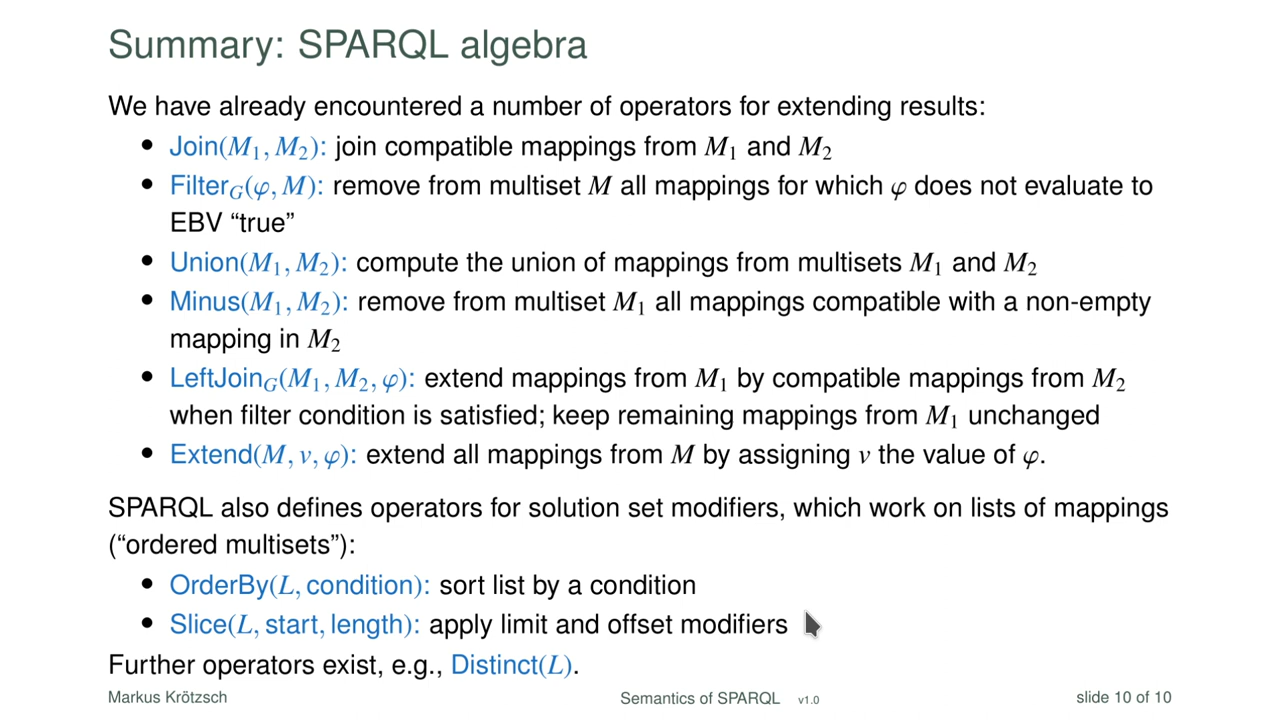 Summary: SPARQL algebra
We have already encountered a number of operators for extending results:
• Join(M₁, M₂): join compatible mappings from M₁ and M₂
• Filter_G(φ, M): remove from multiset M all mappings for which φ does not evaluate to
EBV “true”
• Union(M₁, M₂): compute the union of mappings from multisets M₁ and M₂
• Minus(M₁, M₂): remove from multiset M₁ all mappings compatible with a non-empty
mapping in M₂
• LeftJoin_G(M₁, M₂, φ): extend mappings from M₁ by compatible mappings from M₂
when filter condition is satisfied; keep remaining mappings from M₁ unchanged
• Extend(M, v, φ): extend all mappings from M by assigning v the value of φ.
SPARQL also defines operators for solution set modifiers, which work on lists of mappings
(“ordered multisets”):
• OrderBy(L, condition): sort list by a condition
• Slice(L, start, length): apply limit and offset modifiers
Further operators exist, e.g., Distinct(L).
Markus Krötzsch Semantics of SPARQL v1.0 slide 10 of 10